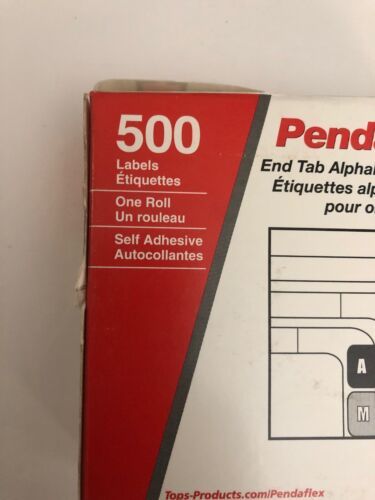 500
Labels
Étiquettes
One Roll
Un rouleau
Self Adhesive
Autocollantes
Penda
End Tab Alpha
Étiquettes alp
pour o
A
M
Tops-Products.com/Pendaflex